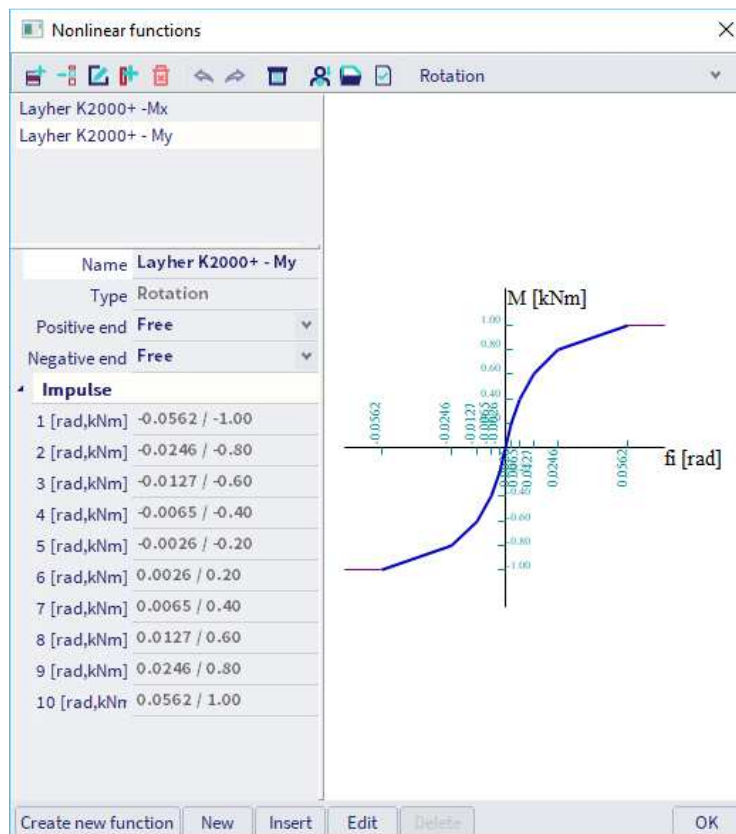 Nonlinear functions
Rotation
Layher K2000+ -Mx
Layher K2000+ - My
Name Layher K2000+ - My
Type Rotation
Positive end Free
Negative end Free
Impulse
1 [rad,kNm] -0.0562 / -1.00
2 [rad,kNm] -0.0246 / -0.80
3 [rad,kNm] -0.0127 / -0.60
4 [rad,kNm] -0.0065 / -0.40
5 [rad,kNm] -0.0026 / -0.20
6 [rad,kNm] 0.0026 / 0.20
7 [rad,kNm] 0.0065 / 0.40
8 [rad,kNm] 0.0127 / 0.60
9 [rad,kNm] 0.0246 / 0.80
10 [rad,kNm 0.0562 / 1.00
M [kNm]
1.00
0.80
0.60
0.40
-0.0562
-0.0246
-0.0127
fi [rad]
0.0246
0.0562
-0.40
-0.60
-0.80
-1.00
Create new function New Insert Edit Delete OK